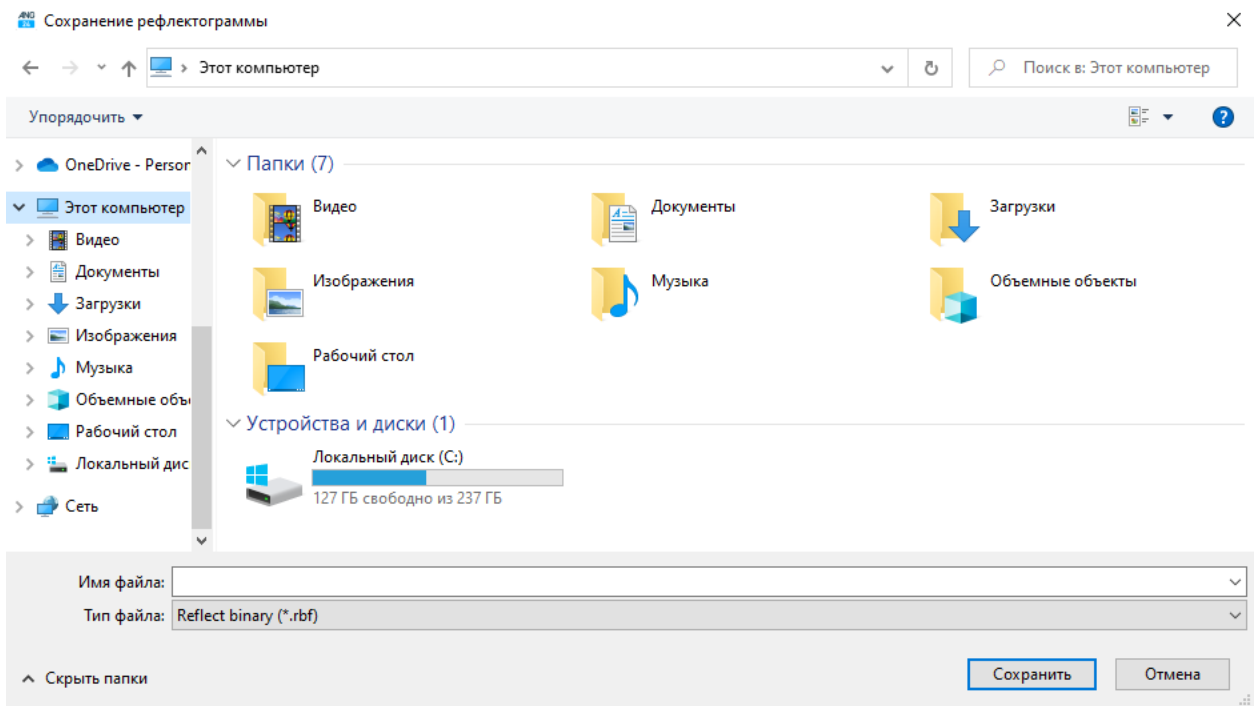 Сохранение рефлектограммы
Этот компьютер
Поиск в: Этот компьютер
Упорядочить
OneDrive - Person
Этот компьютер
Видео
Документы
Загрузки
Изображения
Музыка
Объемные объ
Рабочий стол
Локальный дис
Сеть
Папки (7)
Видео
Документы
Загрузки
Изображения
Музыка
Объемные объекты
Рабочий стол
Устройства и диски (1)
Локальный диск (C:)
127 ГБ свободно из 237 ГБ
Имя файла:
Тип файла: Reflect binary (*.rbf)
Скрыть папки
Сохранить
Отмена